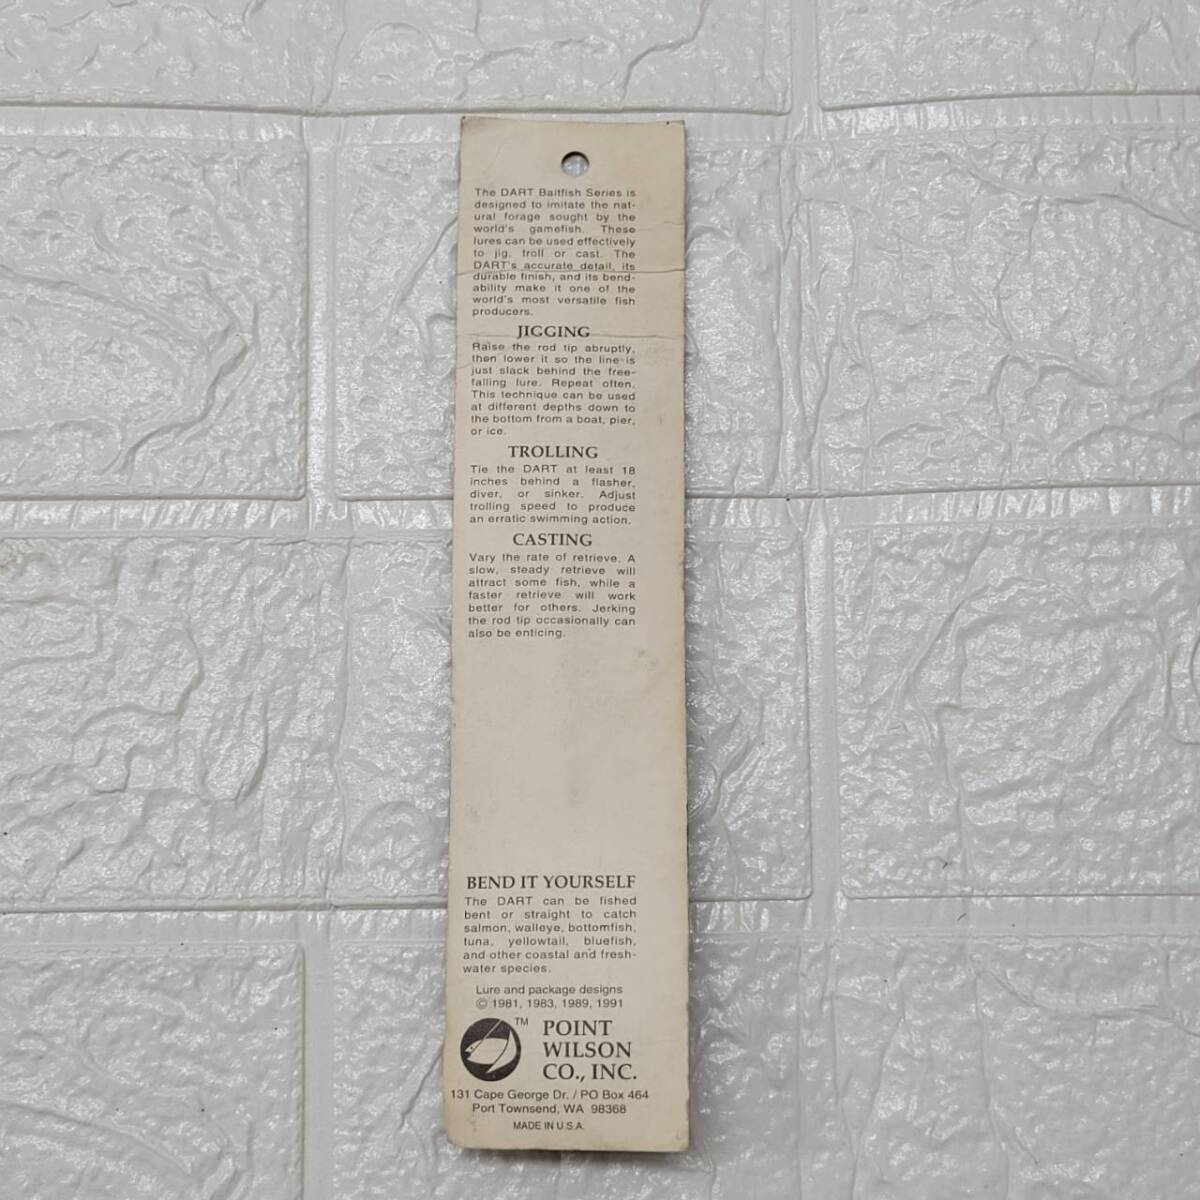 The DART Baitfish Series is
designed to imitate the nat-
ural forage sought by the
world's gamefish. These
lures can be used effectively
to jig, troll or cast. The
DART's accurate detail, its
durable finish, and its bend-
ability make it one of the
world's most versatile fish
producers.
JIGGING
Raise the rod tip abruptly,
then lower it so the line is
just slack behind the free-
falling lure. Repeat often.
This technique can be used
at different depths down to
the bottom from a boat, pier,
or ice.
TROLLING
Tie the DART at least 18
inches behind a flasher,
diver, or sinker. Adjust
trolling speed to produce
an erratic swimming action.
CASTING
Vary the rate of retrieve. A
slow, steady retrieve will
attract some fish, while a
faster retrieve will work
better for others. Jerking
the rod tip occasionally can
also be enticing.
BEND IT YOURSELF
The DART can be fished
bent or straight to catch
salmon, walleye, bottomfish,
tuna, yellowtail, bluefish,
and other coastal and fresh-
water species.
Lure and package designs
© 1981, 1983, 1989, 1991
TM
POINT
WILSON
CO., INC.
131 Cape George Dr. / PO Box 464
Port Townsend, WA 98368
MADE IN U.S.A.